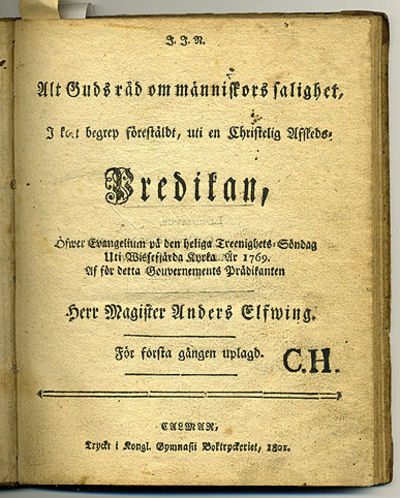 J. J. N.
Alt Guds råd om människors salighet,
J kort begrep förestäldt, uti en Christelig Afskeds-
Predikan,
Öfwer Evangelium på den heliga Treenighets-Söndag
Uti Wissefjärda Kyrka År 1769.
Af för detta Gouvernements Prädikanten
Herr Magister Anders Elfwing.
För första gången uplagd.
C.H.
CALMAR,
Tryckt i Kongl. Gymnasii Boktryckeriet, 1801.